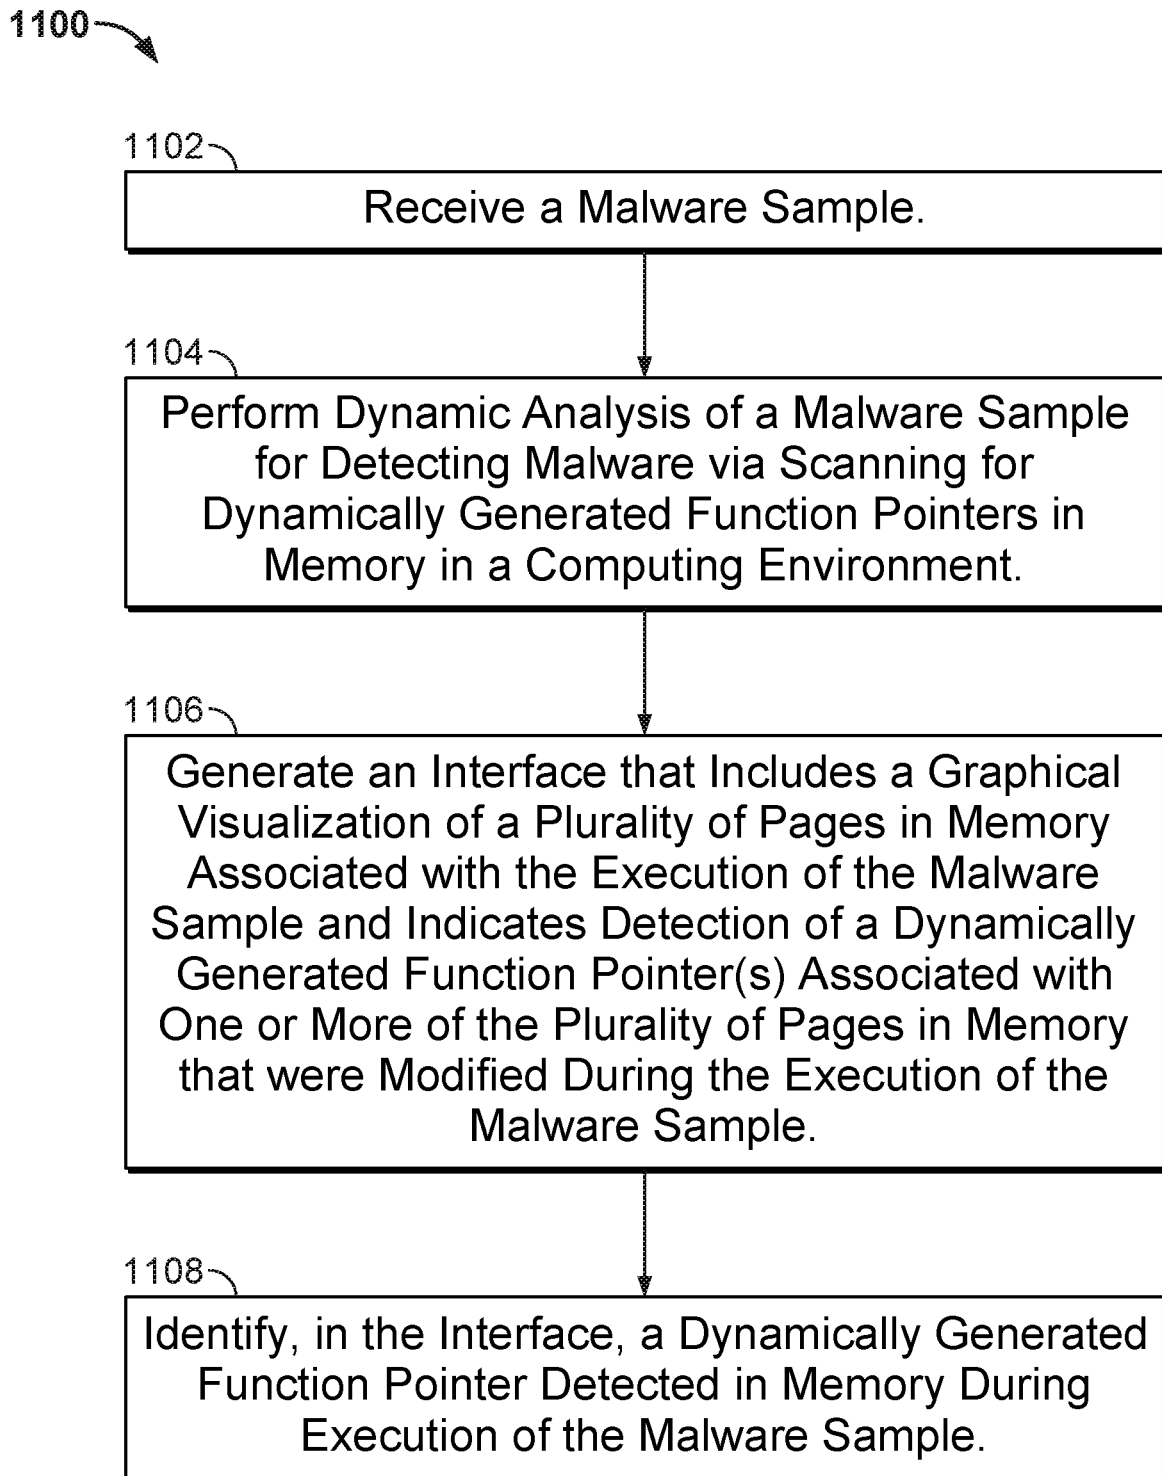 1100
1102
Receive a Malware Sample.
1104
Perform Dynamic Analysis of a Malware Sample
for Detecting Malware via Scanning for
Dynamically Generated Function Pointers in
Memory in a Computing Environment.
1106
Generate an Interface that Includes a Graphical
Visualization of a Plurality of Pages in Memory
Associated with the Execution of the Malware
Sample and Indicates Detection of a Dynamically
Generated Function Pointer(s) Associated with
One or More of the Plurality of Pages in Memory
that were Modified During the Execution of the
Malware Sample.
1108
Identify, in the Interface, a Dynamically Generated
Function Pointer Detected in Memory During
Execution of the Malware Sample.